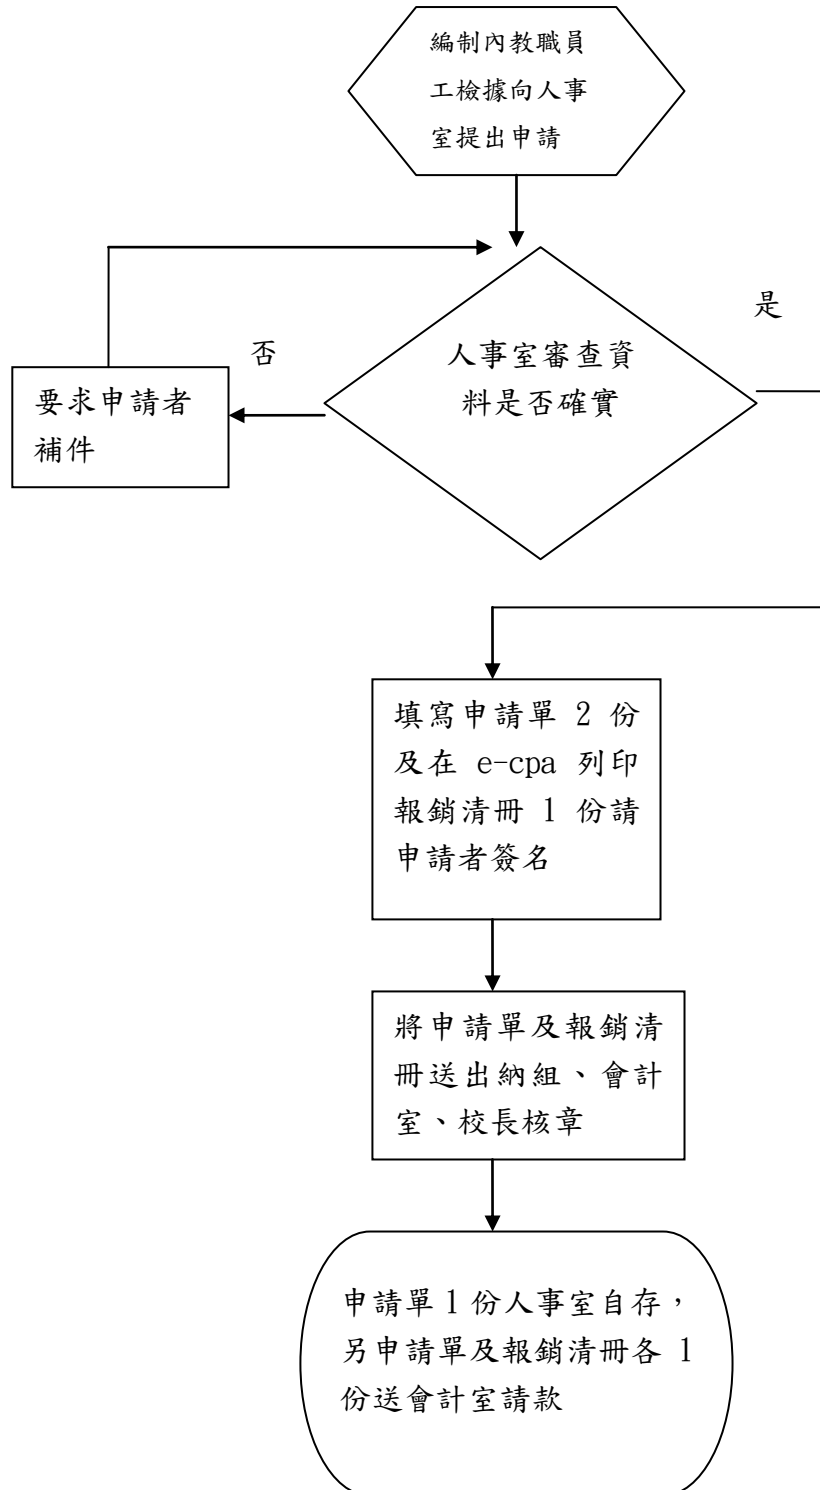 編制內教職員
工檢據向人事
室提出申請
是
否
人事室審查資
料是否確實
要求申請者
補件
填寫申請單 2 份
及在 e-cpa 列印
報銷清冊 1 份請
申請者簽名
將申請單及報銷清
冊送出納組、會計
室、校長核章
申請單1份人事室自存，
另申請單及報銷清冊各 1
份送會計室請款